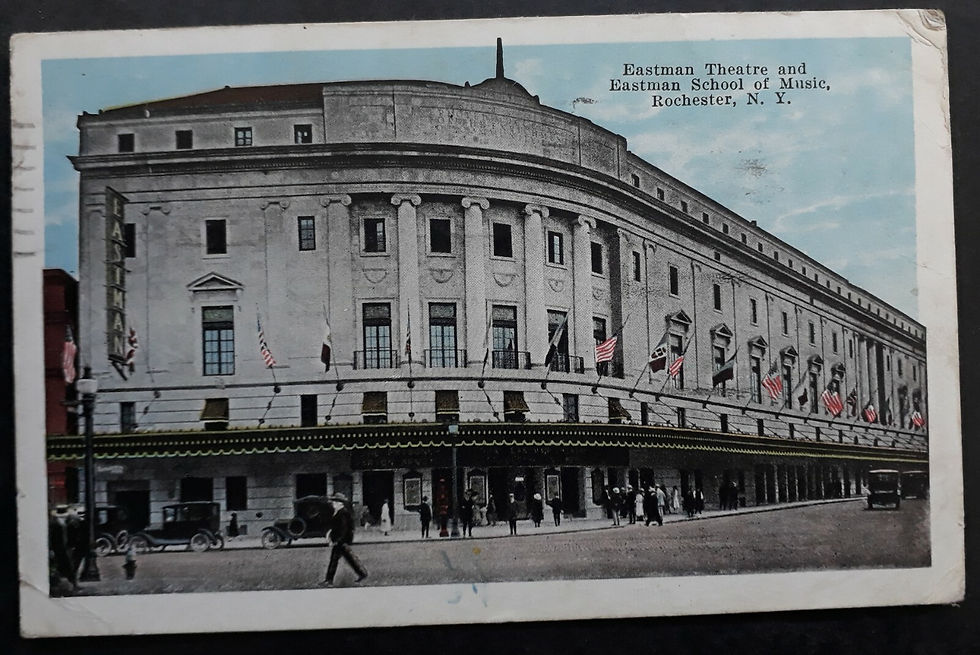 Eastman Theatre and
Eastman School of Music,
Rochester, N. Y.
EASTMAN